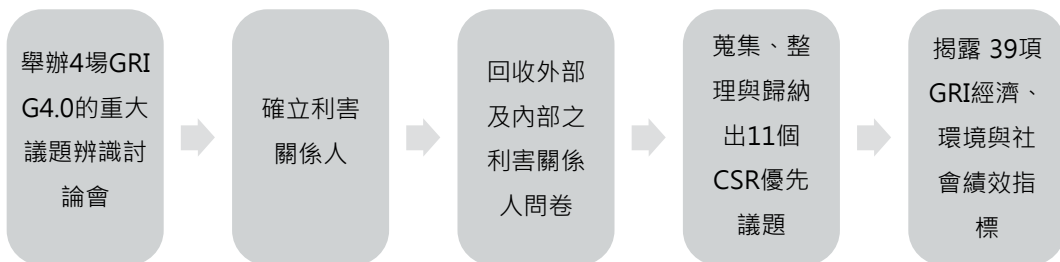 舉辦4場GRI
G4.0的重大
議題辨識討
論會
確立利害
關係人
回收外部
及內部之
利害關係
人問卷
蒐集、整
理與歸納
出11個
CSR優先
議題
揭露 39項
GRI經濟、
環境與社
會績效指
標